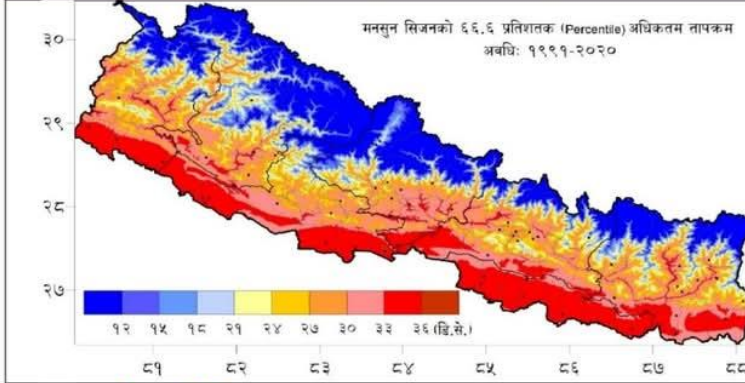 मनसुन सिजनको ६६.६ प्रतिशतक (Percentile) अधिकतम तापक्रम
अवधिः १९९१-२०२०
३०
२९
२८
२७
१२ १५ १८ २१ २४ २७ ३० ३३ ३६ (डि.से.)
८१ ८२ ८३ ८४ ८५ ८६ ८७ ८८